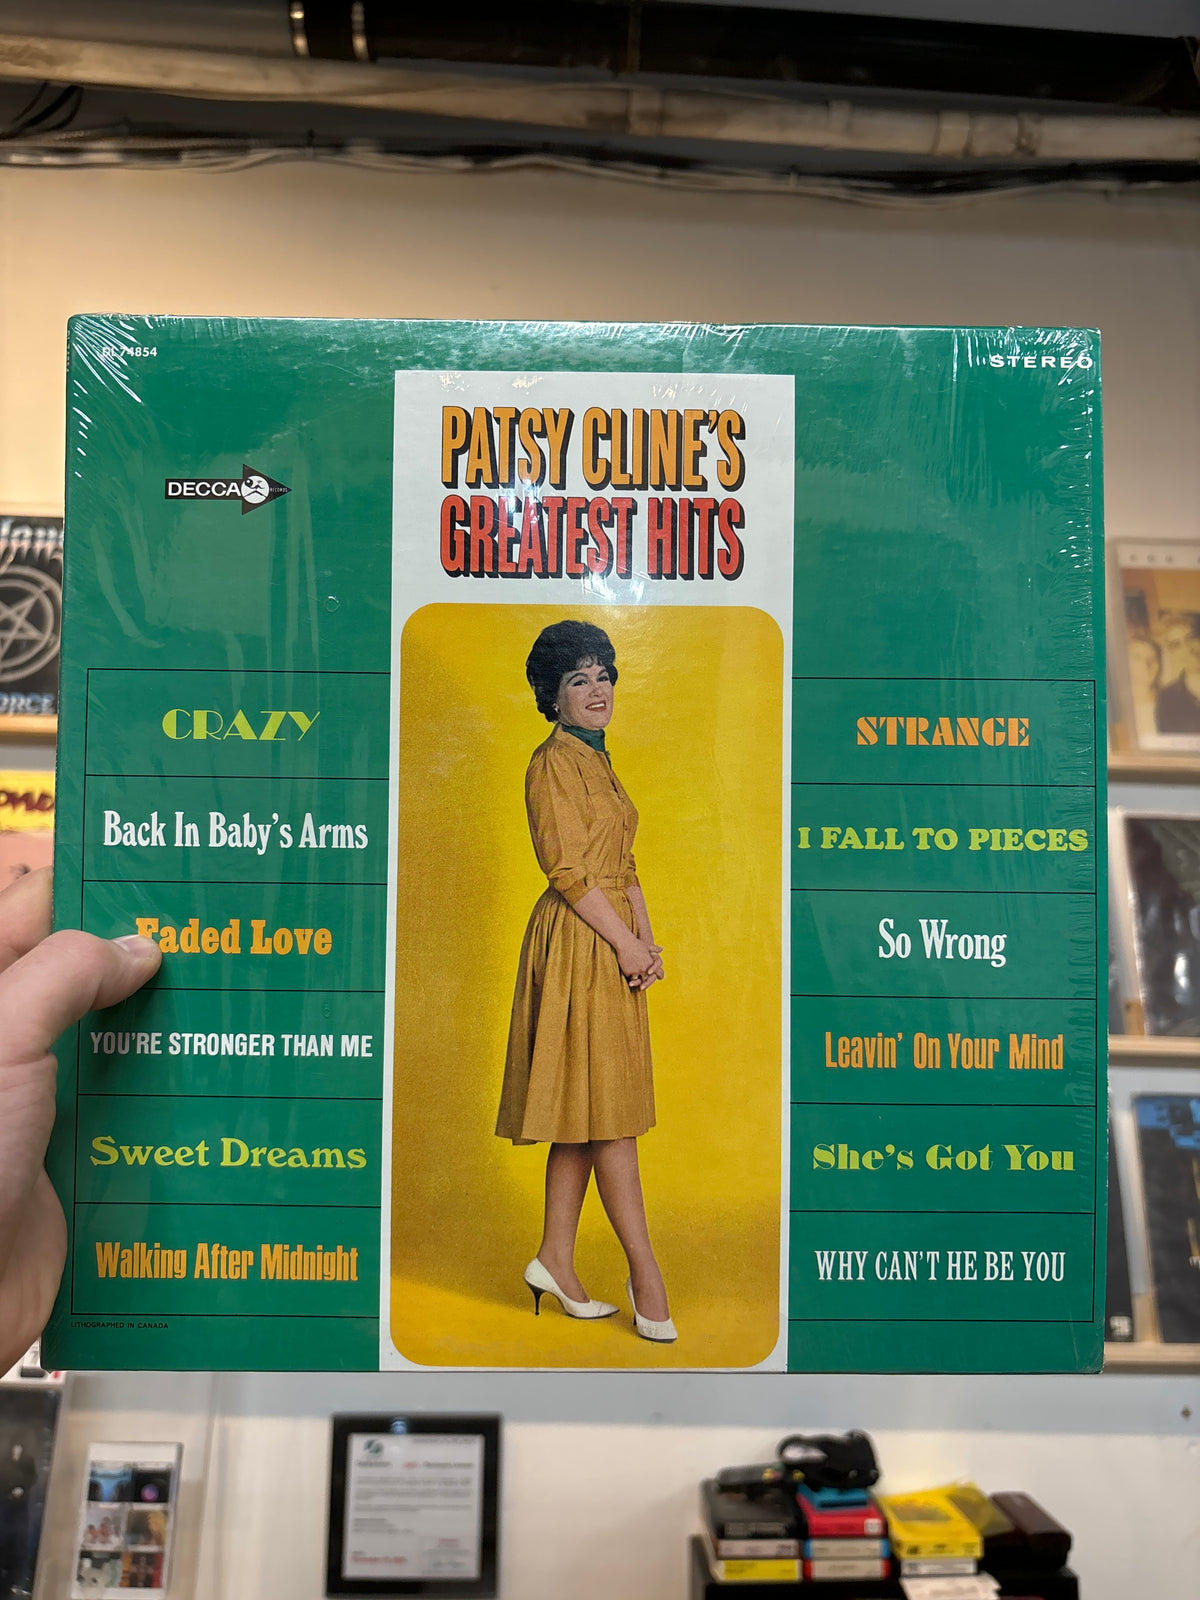 DL 74854
STEREO
PATSY CLINE'S
GREATEST HITS
DECCA RECORDS
CRAZY
Back In Baby's Arms
Faded Love
YOU'RE STRONGER THAN ME
Sweet Dreams
Walking After Midnight
STRANGE
I FALL TO PIECES
So Wrong
Leavin' On Your Mind
She's Got You
WHY CAN'T HE BE YOU
LITHOGRAPHED IN CANADA